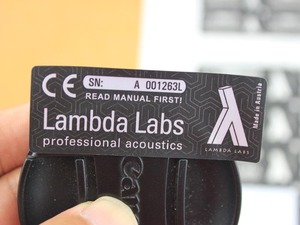 CE SN: A 001263L
READ MANUAL FIRST!
Lambda Labs
professional acoustics
LAMBDA LABS
Made in Austria